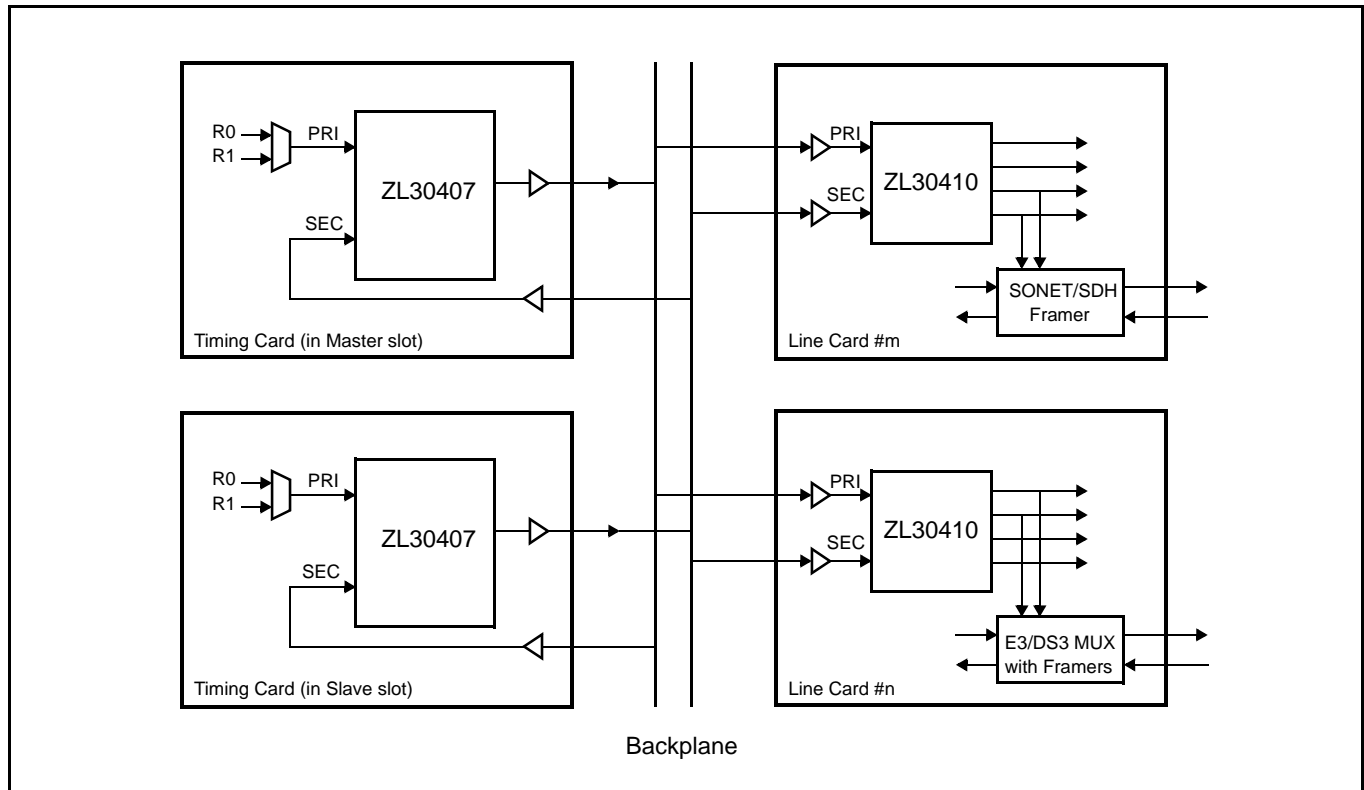 R0
R1
PRI
SEC
ZL30407
Timing Card (in Master slot)
PRI
SEC
ZL30410
SONET/SDH
Framer
Line Card #m
R0
R1
PRI
SEC
ZL30407
Timing Card (in Slave slot)
PRI
SEC
ZL30410
E3/DS3 MUX
with Framers
Line Card #n
Backplane